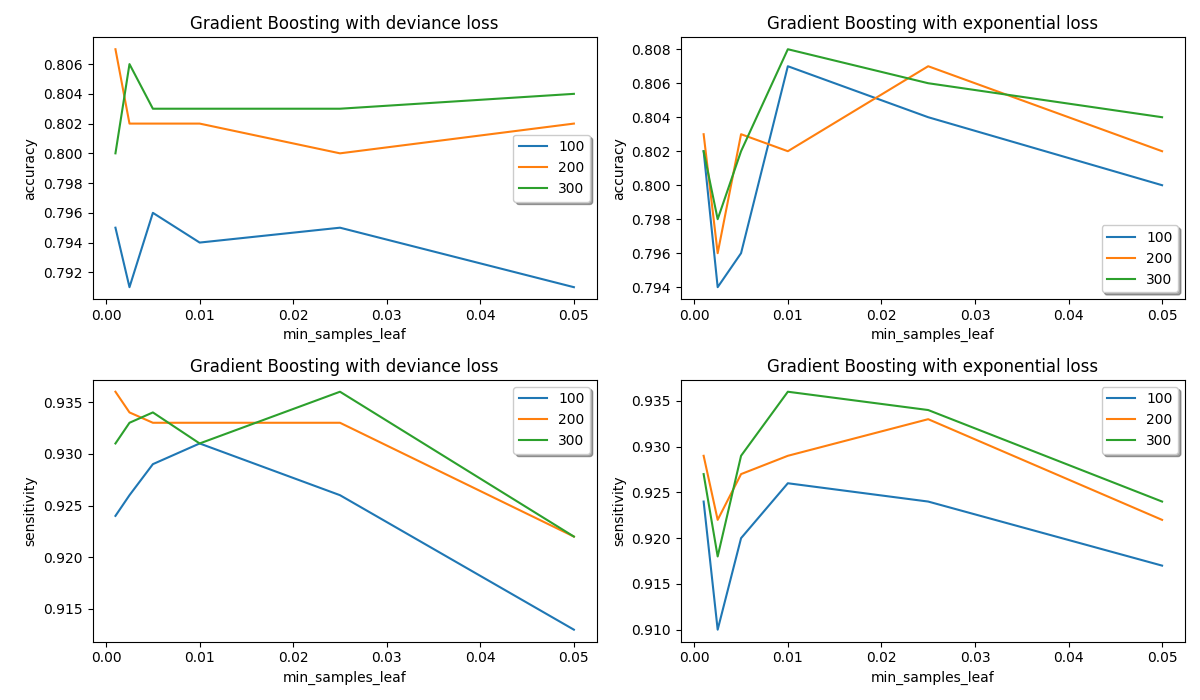 Gradient Boosting with deviance loss
accuracy
0.806
0.804
0.802
0.800
0.798
0.796
0.794
0.792
0.00 0.01 0.02 0.03 0.04 0.05
min_samples_leaf
100
200
300
Gradient Boosting with exponential loss
accuracy
0.808
0.806
0.804
0.802
0.800
0.798
0.796
0.794
0.00 0.01 0.02 0.03 0.04 0.05
min_samples_leaf
100
200
300
Gradient Boosting with deviance loss
sensitivity
0.935
0.930
0.925
0.920
0.915
0.00 0.01 0.02 0.03 0.04 0.05
min_samples_leaf
100
200
300
Gradient Boosting with exponential loss
sensitivity
0.935
0.930
0.925
0.920
0.915
0.910
0.00 0.01 0.02 0.03 0.04 0.05
min_samples_leaf
100
200
300